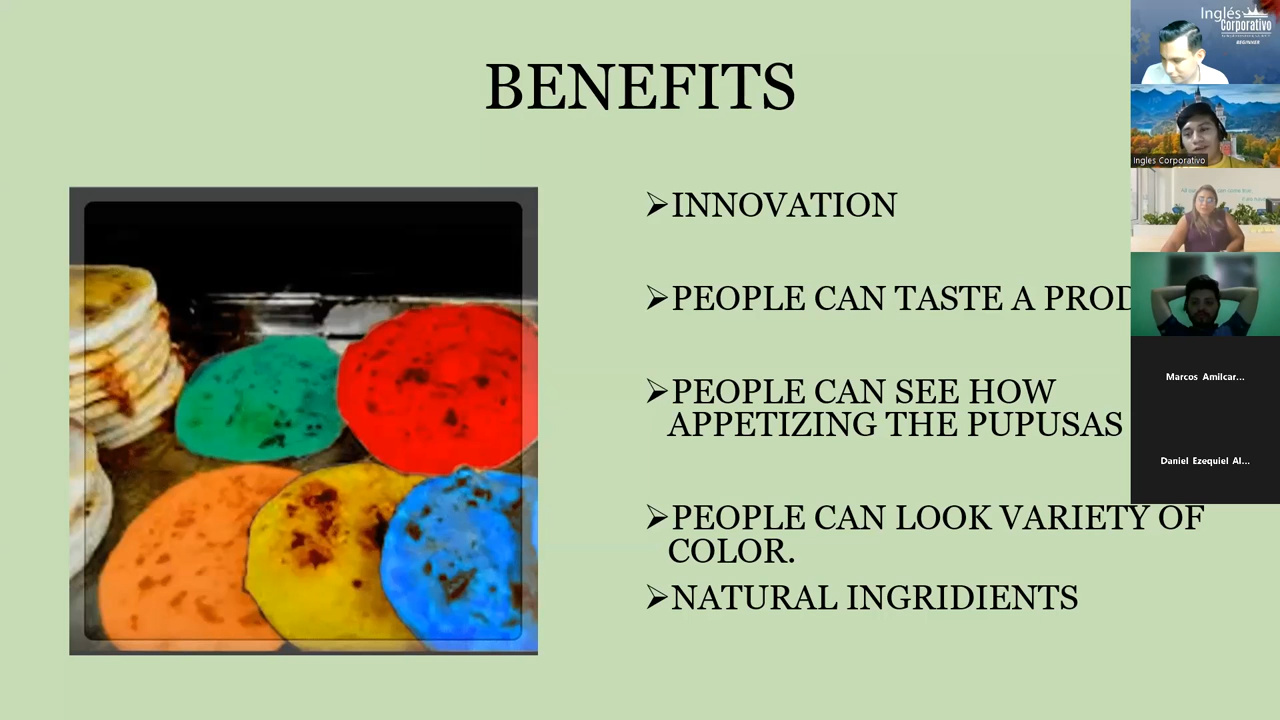 BENEFITS
➢INNOVATION
➢PEOPLE CAN TASTE A
➢PEOPLE CAN SEE HOW
APPETIZING THE PUPUSAS
➢PEOPLE CAN LOOK VARIETY OF
COLOR.
➢NATURAL INGRIDIENTS
Inglés
Corporativo
BEGINNER
Ingles Corporativo
Marcos Amilcar...
Daniel Ezequiel Al...